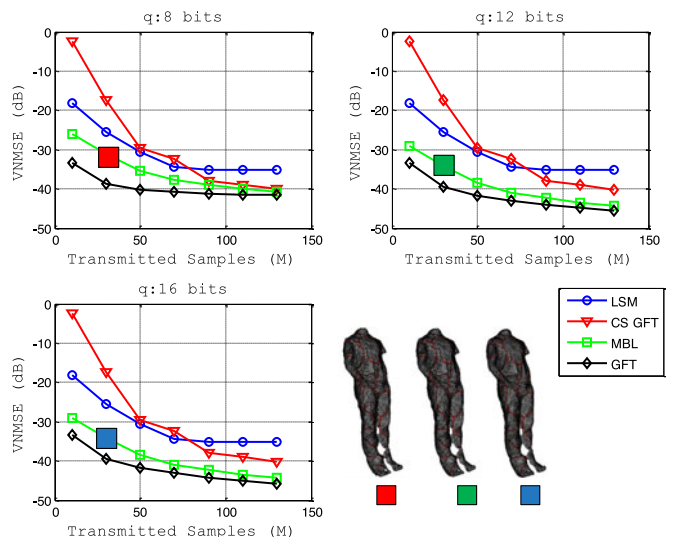 q:8 bits
0
-10
-20
-30
-40
-50
VNMSE (dB)
0 50 100 150
Transmitted Samples (M)
q:12 bits
0
-10
-20
-30
-40
-50
VNMSE (dB)
0 50 100 150
Transmitted Samples (M)
q:16 bits
0
-10
-20
-30
-40
-50
VNMSE (dB)
0 50 100 150
Transmitted Samples (M)
LSM
CS GFT
MBL
GFT